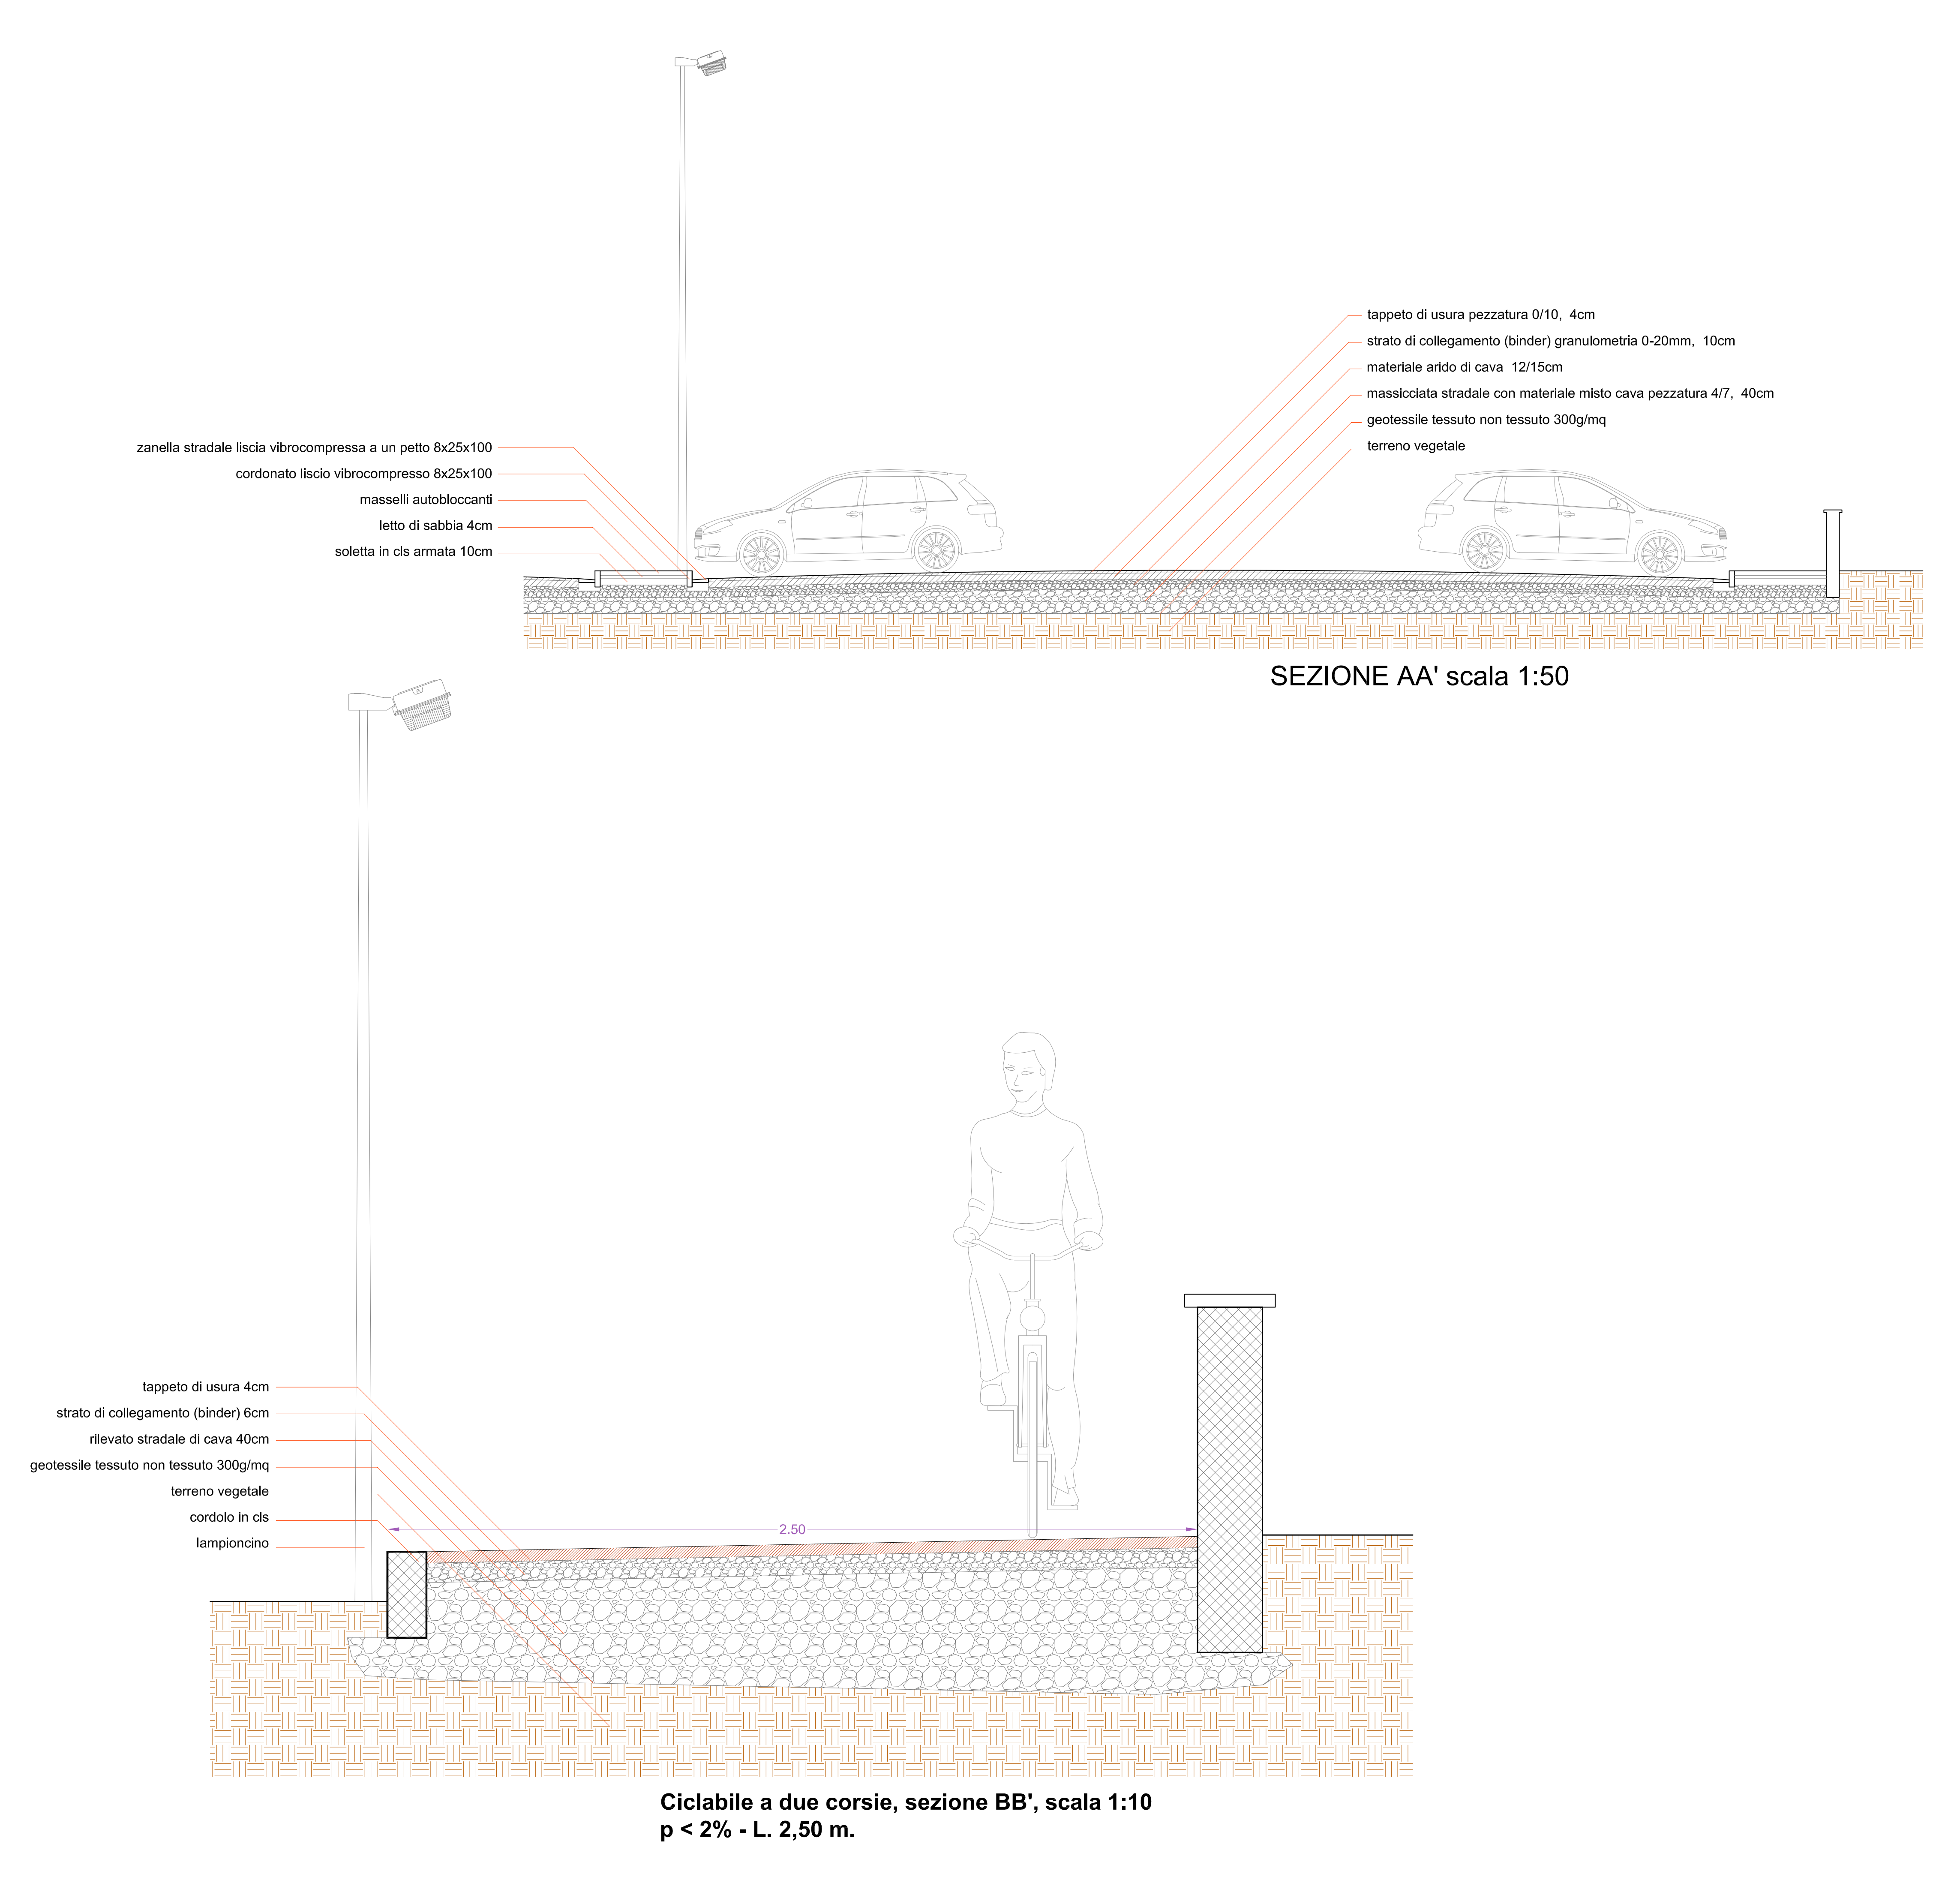 tappeto di usura pezzatura 0/10, 4cm
strato di collegamento (binder) granulometria 0-20mm, 10cm
materiale arido di cava 12/15cm
massicciata stradale con materiale misto cava pezzatura 4/7, 40cm
geotessile tessuto non tessuto 300g/mq
terreno vegetale
zanella stradale liscia vibrocompressa a un petto 8x25x100
cordonato liscio vibrocompresso 8x25x100
masselli autobloccanti
letto di sabbia 4cm
soletta in cls armata 10cm
SEZIONE AA' scala 1:50
tappeto di usura 4cm
strato di collegamento (binder) 6cm
rilevato stradale di cava 40cm
geotessile tessuto non tessuto 300g/mq
terreno vegetale
cordolo in cls
lampioncino
2.50
Ciclabile a due corsie, sezione BB', scala 1:10
p < 2% - L. 2,50 m.